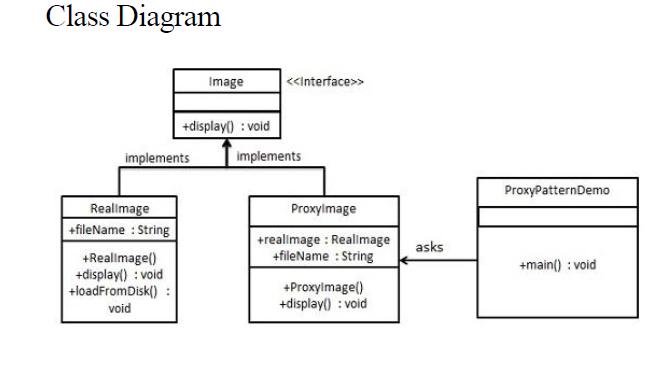 Class Diagram
Image
<<Interface>>
+display() : void
implements
implements
RealImage
+fileName : String
+RealImage()
+display() : void
+loadFromDisk() :
void
ProxyImage
+realImage : RealImage
+fileName : String
+ProxyImage()
+display() : void
asks
ProxyPatternDemo
+main() : void